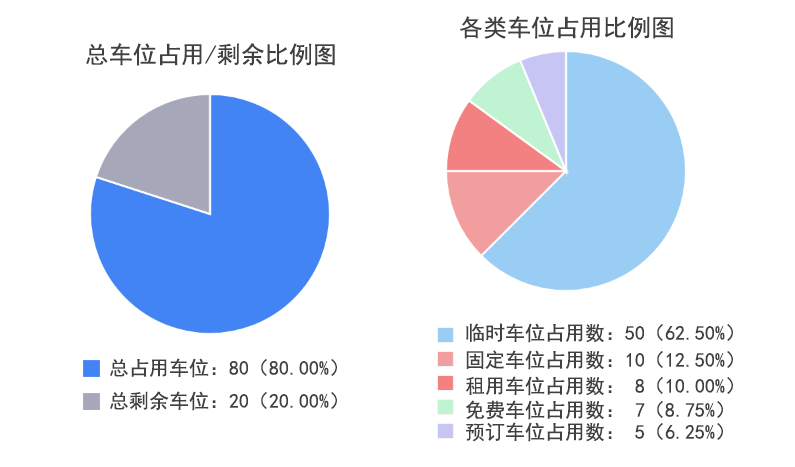 总车位占用/剩余比例图
总占用车位：80（80.00%）
总剩余车位：20（20.00%）
各类车位占用比例图
临时车位占用数：50（62.50%）
固定车位占用数：10（12.50%）
租用车位占用数： 8（10.00%）
免费车位占用数： 7（8.75%）
预订车位占用数： 5（6.25%）